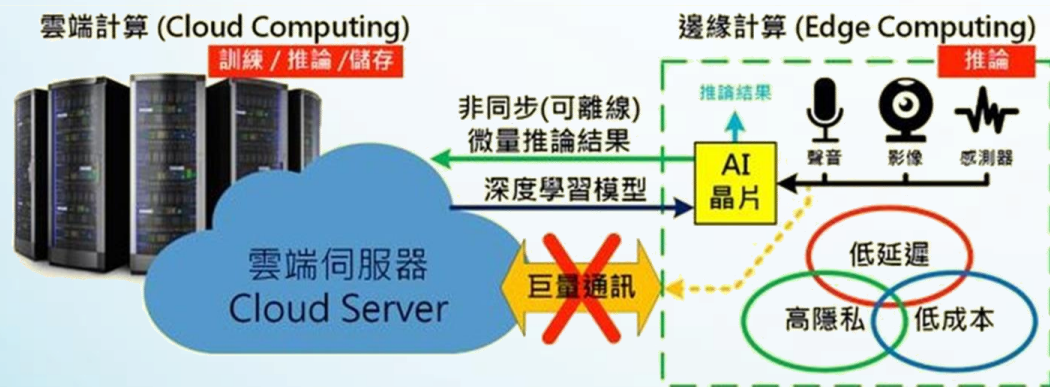 雲端計算 (Cloud Computing)
訓練 / 推論 /儲存
邊緣計算 (Edge Computing)
推論
非同步(可離線)
微量推論結果
深度學習模型
推論結果
AI
晶片
聲音
影像
感測器
雲端伺服器
Cloud Server
巨量通訊
低延遲
高隱私
低成本